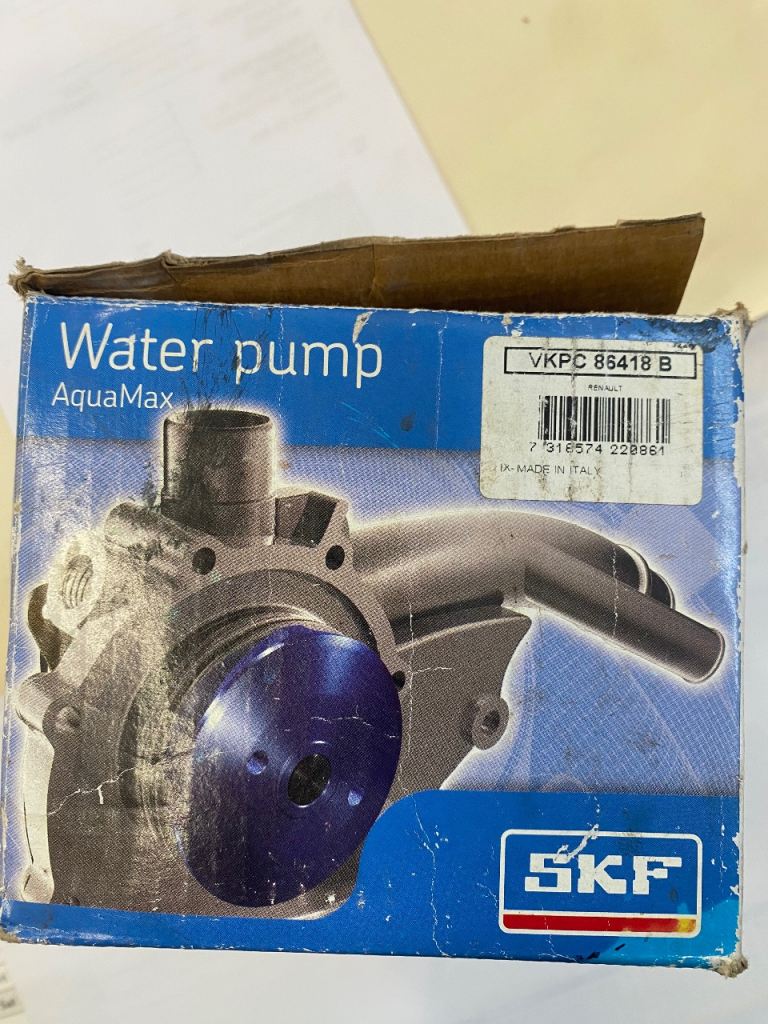 Water pump
AquaMax
VKPC 86418 B
RENAULT
7 316574 220861
IX- MADE IN ITALY
SKF